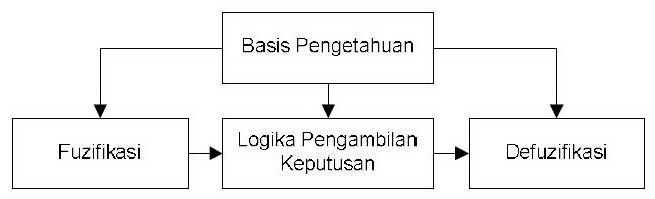 Basis Pengetahuan
Fuzifikasi
Logika Pengambilan
Keputusan
Defuzifikasi